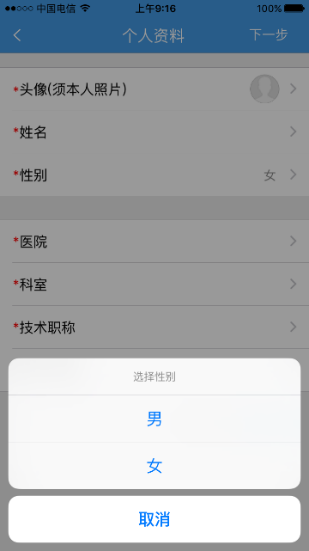 中国电信 上午9:16 100%
个人资料 下一步
*头像(须本人照片)
*姓名
*性别 女
*医院
*科室
*技术职称
选择性别
男
女
取消